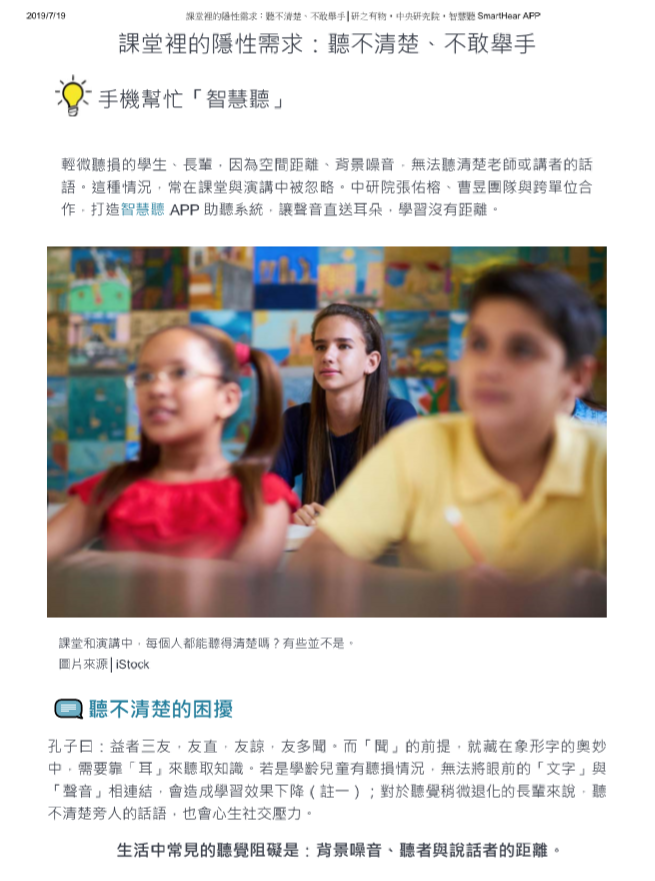 2019/7/19
課堂裡的隱性需求：聽不清楚、不敢舉手│研之有物‧中央研究院‧智慧聽 SmartHear APP
課堂裡的隱性需求：聽不清楚、不敢舉手
手機幫忙「智慧聽」
輕微聽損的學生、長輩，因為空間距離、背景噪音，無法聽清楚老師或講者的話
語。這種情況，常在課堂與演講中被忽略。中研院張佑榕、曹昱團隊與跨單位合
作，打造智慧聽 APP 助聽系統，讓聲音直送耳朵，學習沒有距離。
課堂和演講中，每個人都能聽得清楚嗎？有些並不是。
圖片來源│iStock
聽不清楚的困擾
孔子曰：益者三友，友直，友諒，友多聞。而「聞」的前提，就藏在象形字的奧妙
中，需要靠「耳」來聽取知識。若是學齡兒童有聽損情況，無法將眼前的「文字」與
「聲音」相連結，會造成學習效果下降（註一）；對於聽覺稍微退化的長輩來說，聽
不清楚旁人的話語，也會心生社交壓力。
生活中常見的聽覺阻礙是：背景噪音、聽者與說話者的距離。